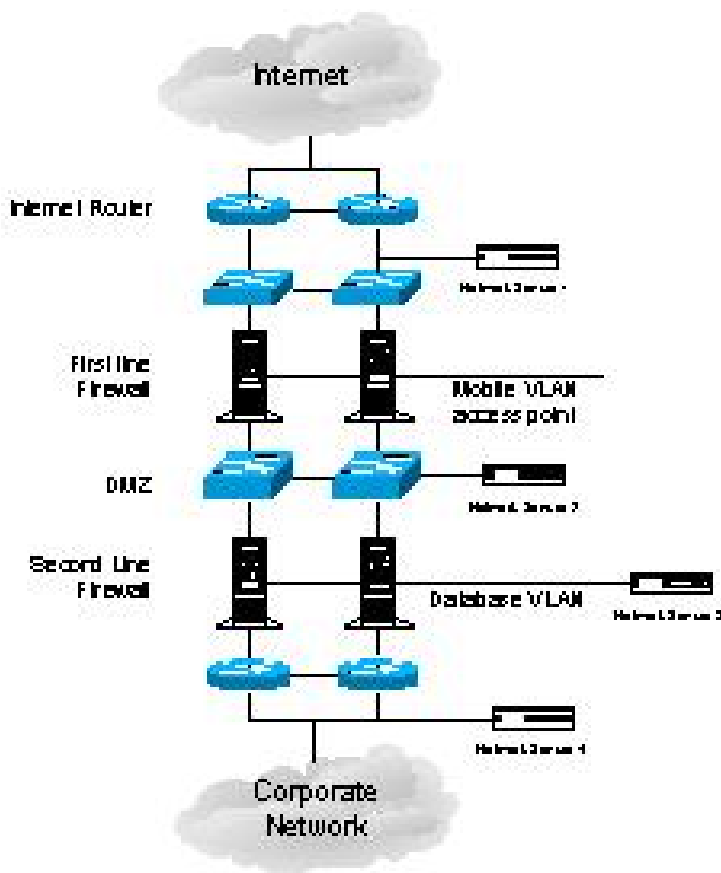 Internet
Internet Router
First line
Firewall
Mobile VLAN
access point
DMZ
Second Line
Firewall
Database VLAN
Corporate
Network